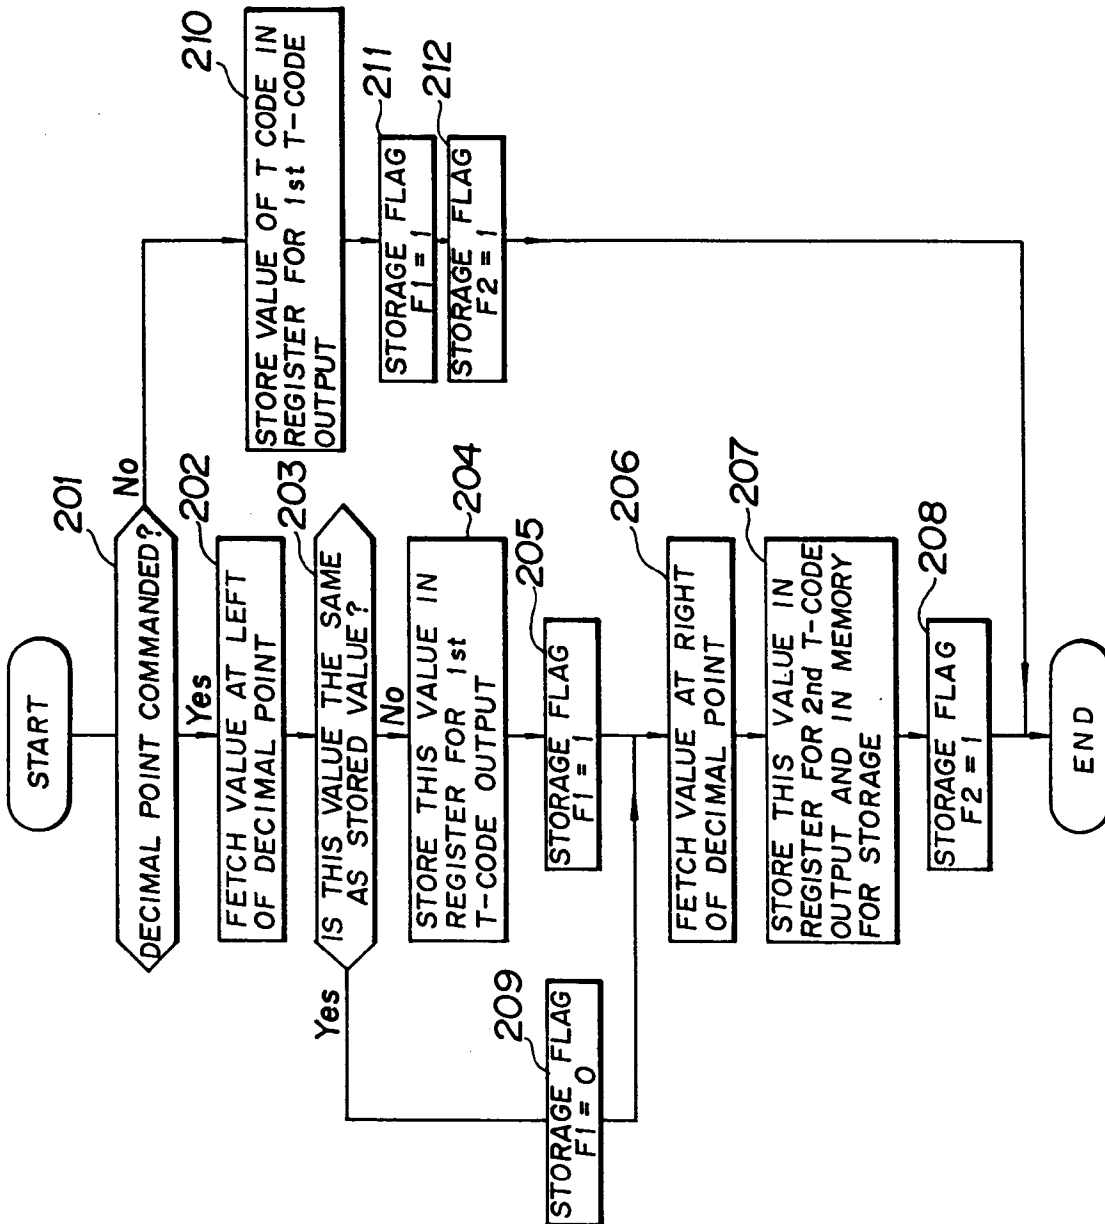 START
201
DECIMAL POINT COMMANDED?
No
Yes
202
FETCH VALUE AT LEFT
OF DECIMAL POINT
203
IS THIS VALUE THE SAME
AS STORED VALUE?
Yes
No
204
STORE THIS VALUE IN
REGISTER FOR 1st
T-CODE OUTPUT
205
STORAGE FLAG
F1 = 1
209
STORAGE FLAG
F1 = 0
206
FETCH VALUE AT RIGHT
OF DECIMAL POINT
207
STORE THIS VALUE IN
REGISTER FOR 2nd T-CODE
OUTPUT AND IN MEMORY
FOR STORAGE
208
STORAGE FLAG
F2 = 1
210
STORE VALUE OF T CODE IN
REGISTER FOR 1st T-CODE
OUTPUT
211
STORAGE FLAG
F1 = 1
212
STORAGE FLAG
F2 = 1
END